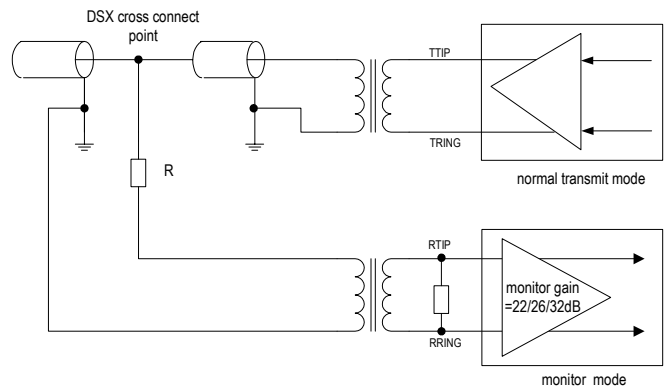 DSX cross connect
point
TTIP
TRING
normal transmit mode
R
RTIP
monitor gain
=22/26/32dB
RRING
monitor mode